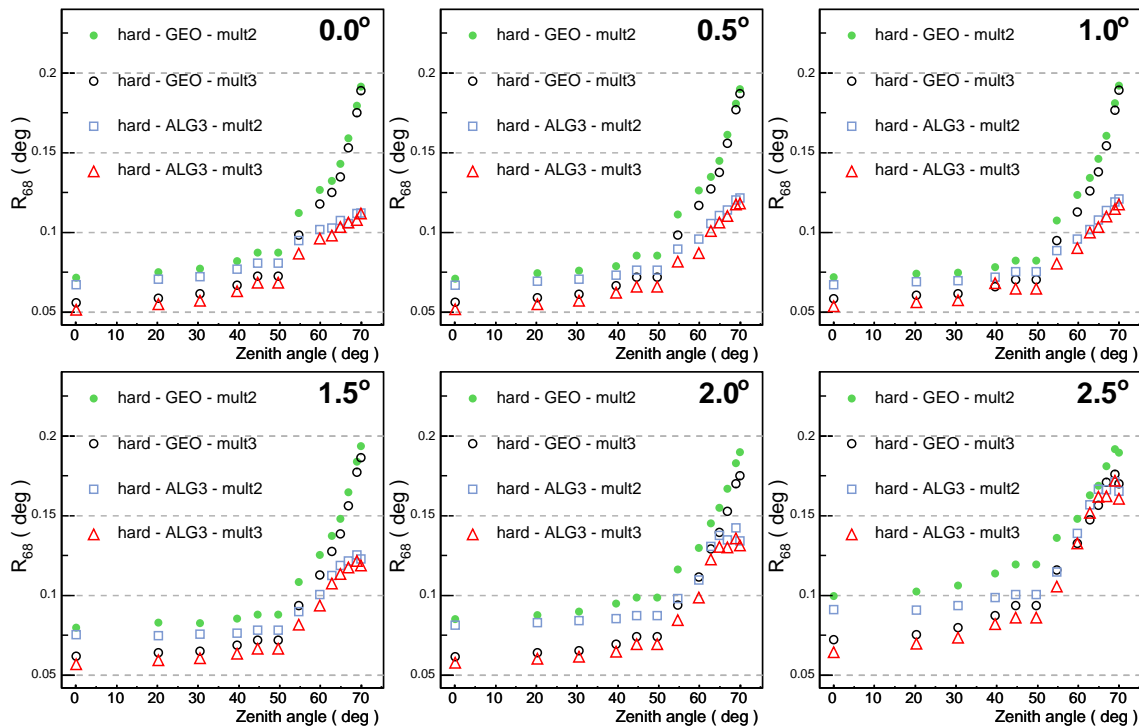 0.0°
hard - GEO - mult2
hard - GEO - mult3
hard - ALG3 - mult2
hard - ALG3 - mult3
R68 ( deg )
0.2
0.15
0.1
0.05
0 10 20 30 40 50 60 70
Zenith angle ( deg )
0.5°
hard - GEO - mult2
hard - GEO - mult3
hard - ALG3 - mult2
hard - ALG3 - mult3
R68 ( deg )
0.2
0.15
0.1
0.05
0 10 20 30 40 50 60 70
Zenith angle ( deg )
1.0°
hard - GEO - mult2
hard - GEO - mult3
hard - ALG3 - mult2
hard - ALG3 - mult3
R68 ( deg )
0.2
0.15
0.1
0.05
0 10 20 30 40 50 60 70
Zenith angle ( deg )
1.5°
hard - GEO - mult2
hard - GEO - mult3
hard - ALG3 - mult2
hard - ALG3 - mult3
R68 ( deg )
0.2
0.15
0.1
0.05
0 10 20 30 40 50 60 70
Zenith angle ( deg )
2.0°
hard - GEO - mult2
hard - GEO - mult3
hard - ALG3 - mult2
hard - ALG3 - mult3
R68 ( deg )
0.2
0.15
0.1
0.05
0 10 20 30 40 50 60 70
Zenith angle ( deg )
2.5°
hard - GEO - mult2
hard - GEO - mult3
hard - ALG3 - mult2
hard - ALG3 - mult3
R68 ( deg )
0.2
0.15
0.1
0.05
0 10 20 30 40 50 60 70
Zenith angle ( deg )